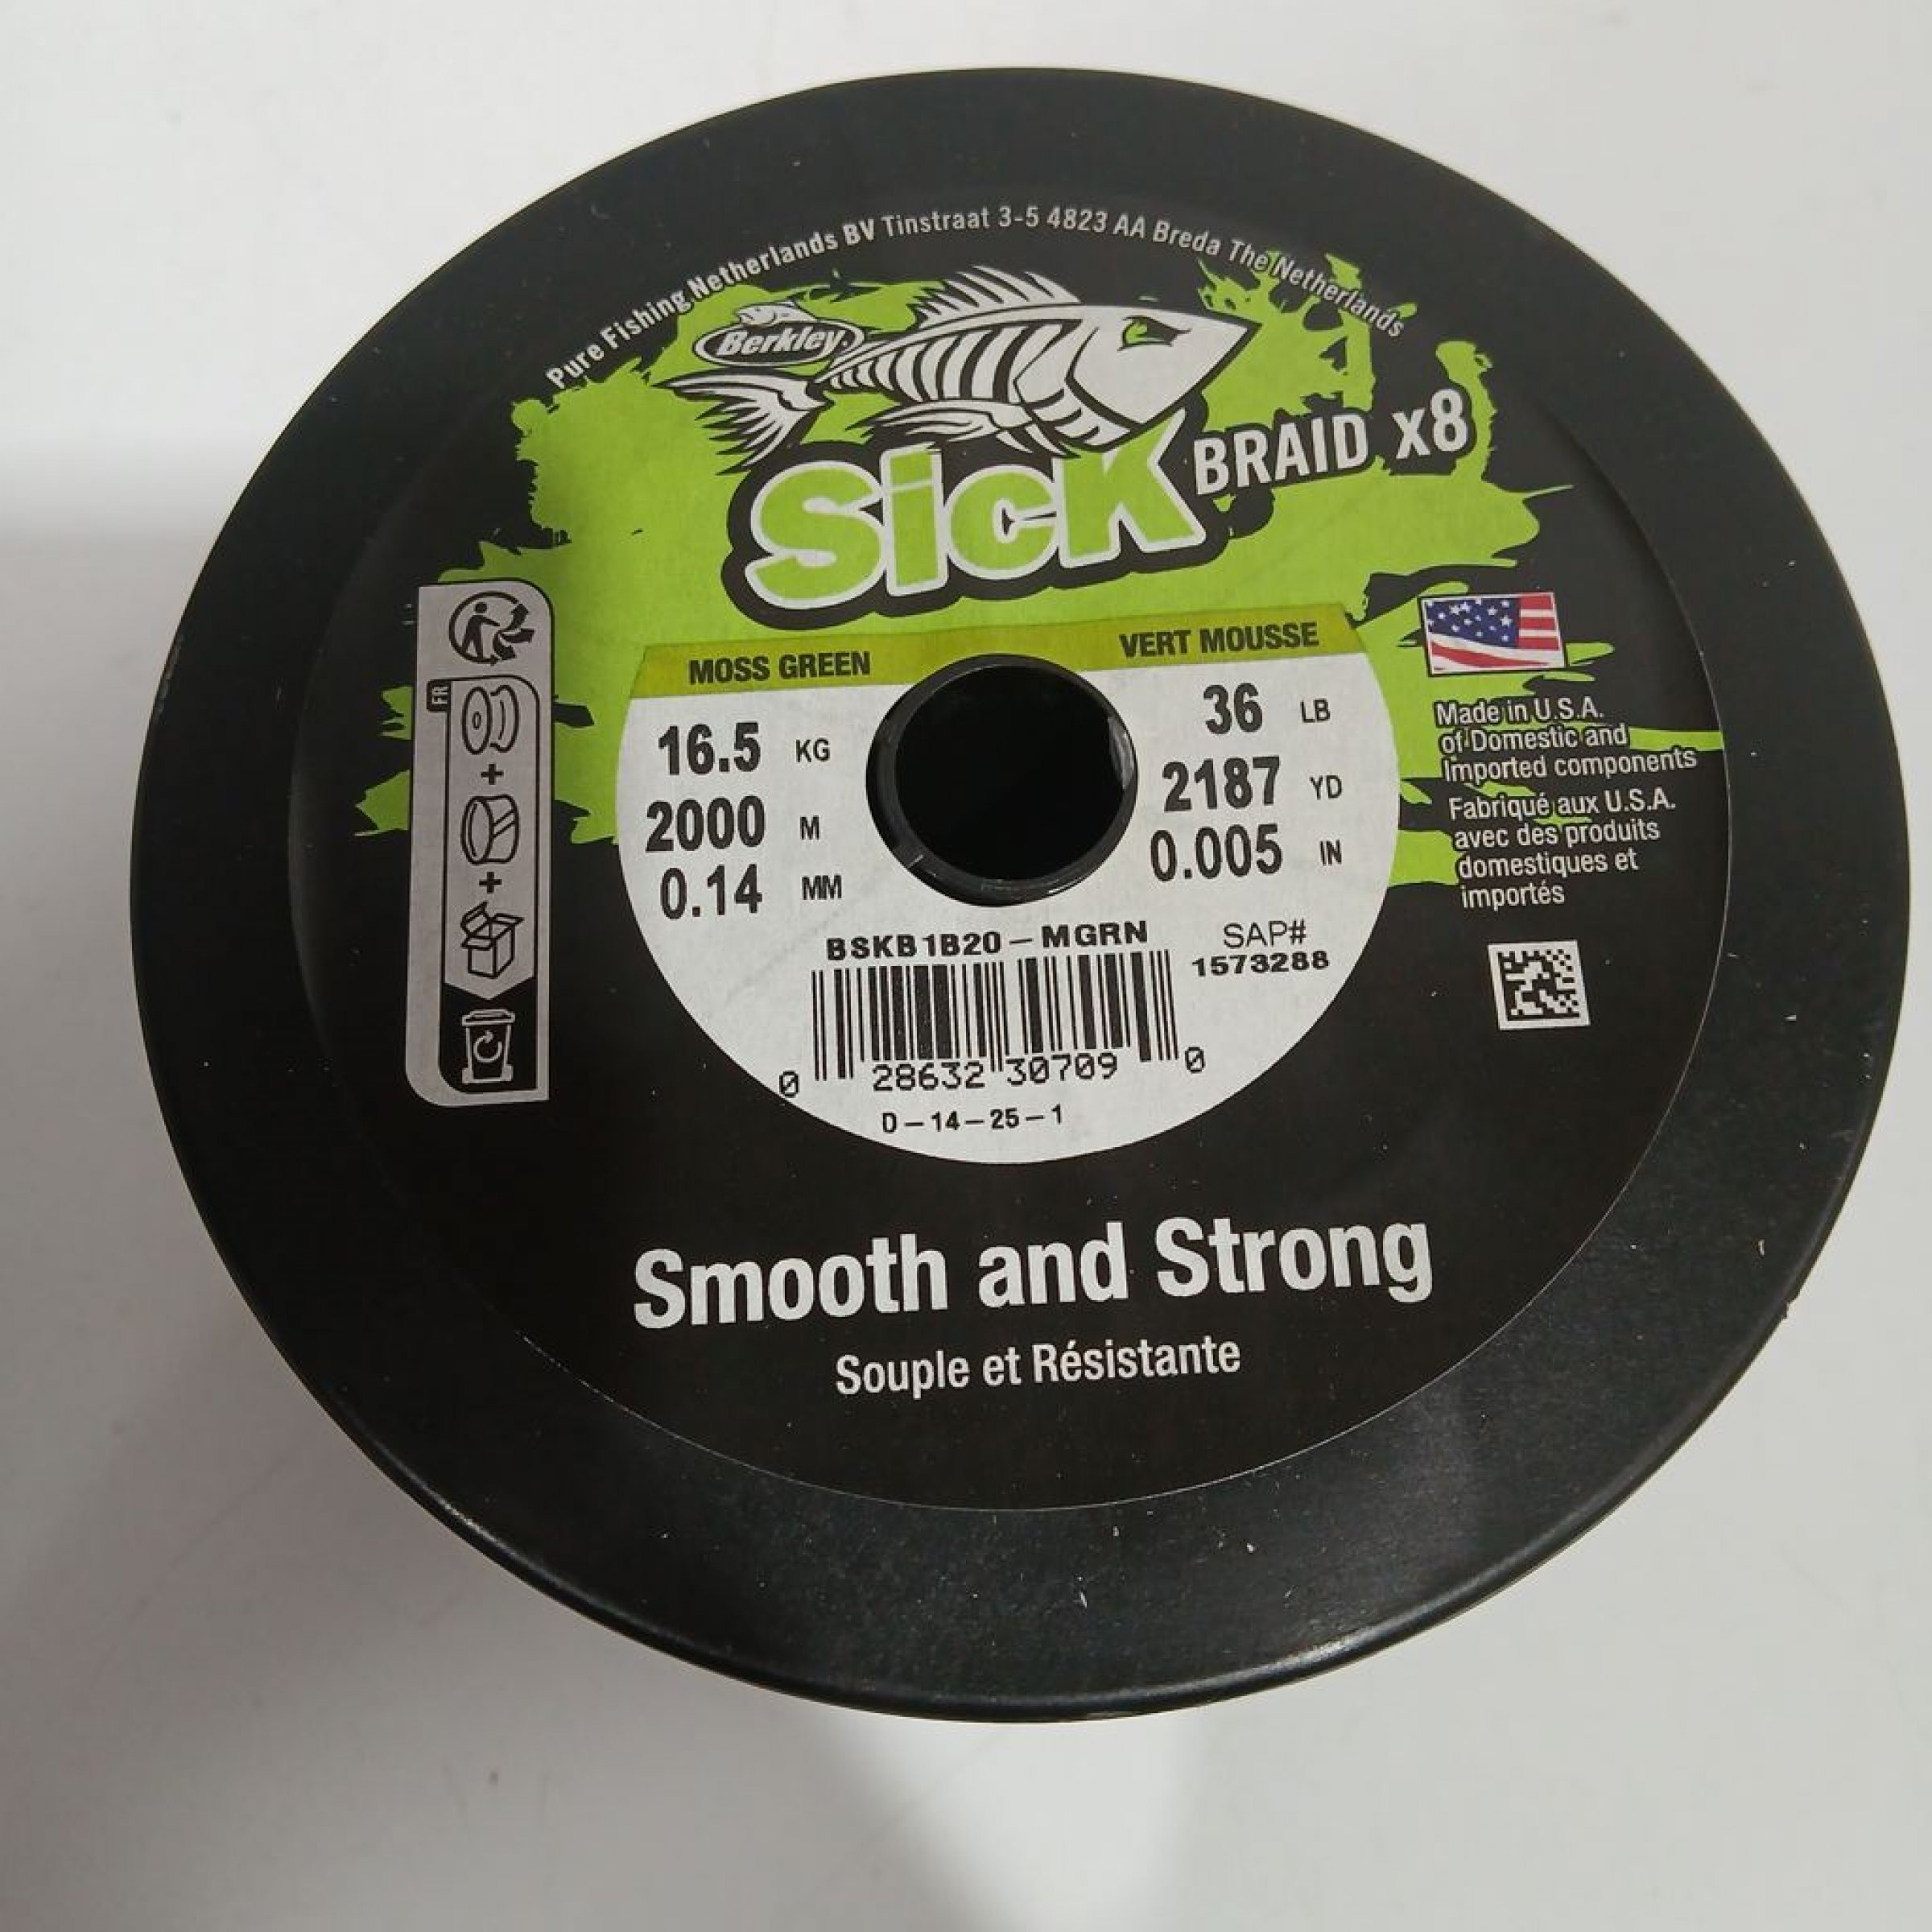 Pure Fishing Netherlands BV Tinstraat 3-5 4823 AA Breda The Netherlands
Berkley
Sick BRAID x8
MOSS GREEN
VERT MOUSSE
16.5 KG
2000 M
0.14 MM
36 LB
2187 YD
0.005 IN
FR
+
+
Made in U.S.A.
of Domestic and
Imported components
Fabriqué aux U.S.A.
avec des produits
domestiques et
importés
BSKB1B20-MGRN
SAP#
1573288
0 28632 30709 0
D-14-25-1
Smooth and Strong
Souple et Résistante